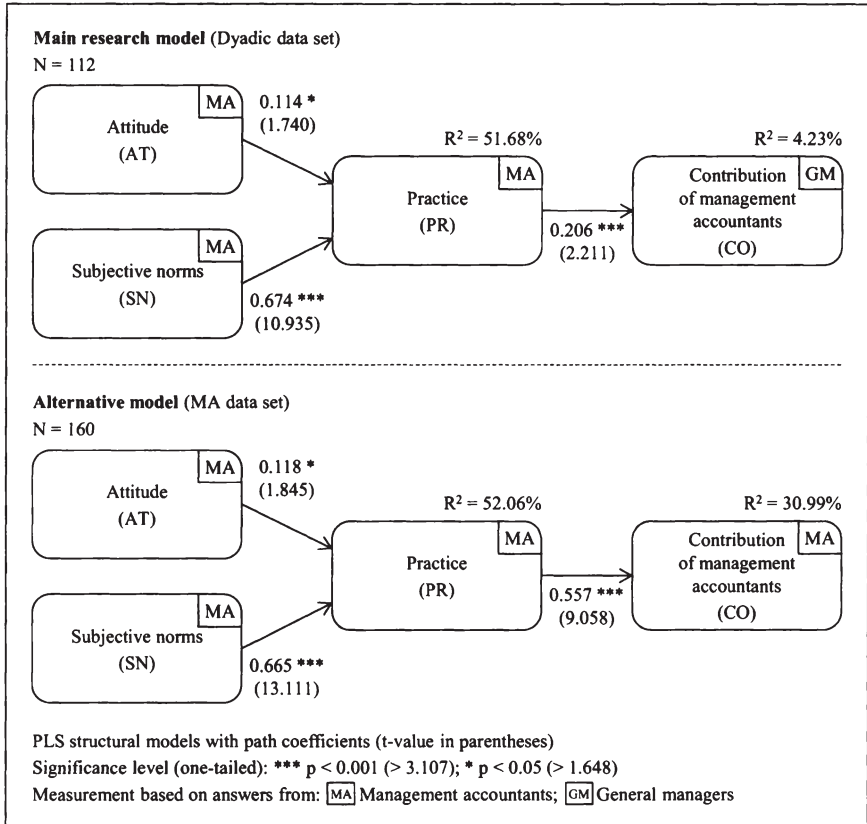 Main research model (Dyadic data set)
N = 112
MA
0.114 *
(1.740)
Attitude
(AT)
R² = 51.68%
R² = 4.23%
MA
Practice
(PR)
GM
Contribution
of management
accountants
(CO)
0.206 ***
(2.211)
MA
Subjective norms
(SN)
0.674 ***
(10.935)
Alternative model (MA data set)
N = 160
MA
0.118 *
(1.845)
Attitude
(AT)
R² = 52.06%
R² = 30.99%
MA
Practice
(PR)
MA
Contribution
of management
accountants
(CO)
0.557 ***
(9.058)
MA
Subjective norms
(SN)
0.665 ***
(13.111)
PLS structural models with path coefficients (t-value in parentheses)
Significance level (one-tailed): *** p < 0.001 (> 3.107); * p < 0.05 (> 1.648)
Measurement based on answers from: MA Management accountants; GM General managers